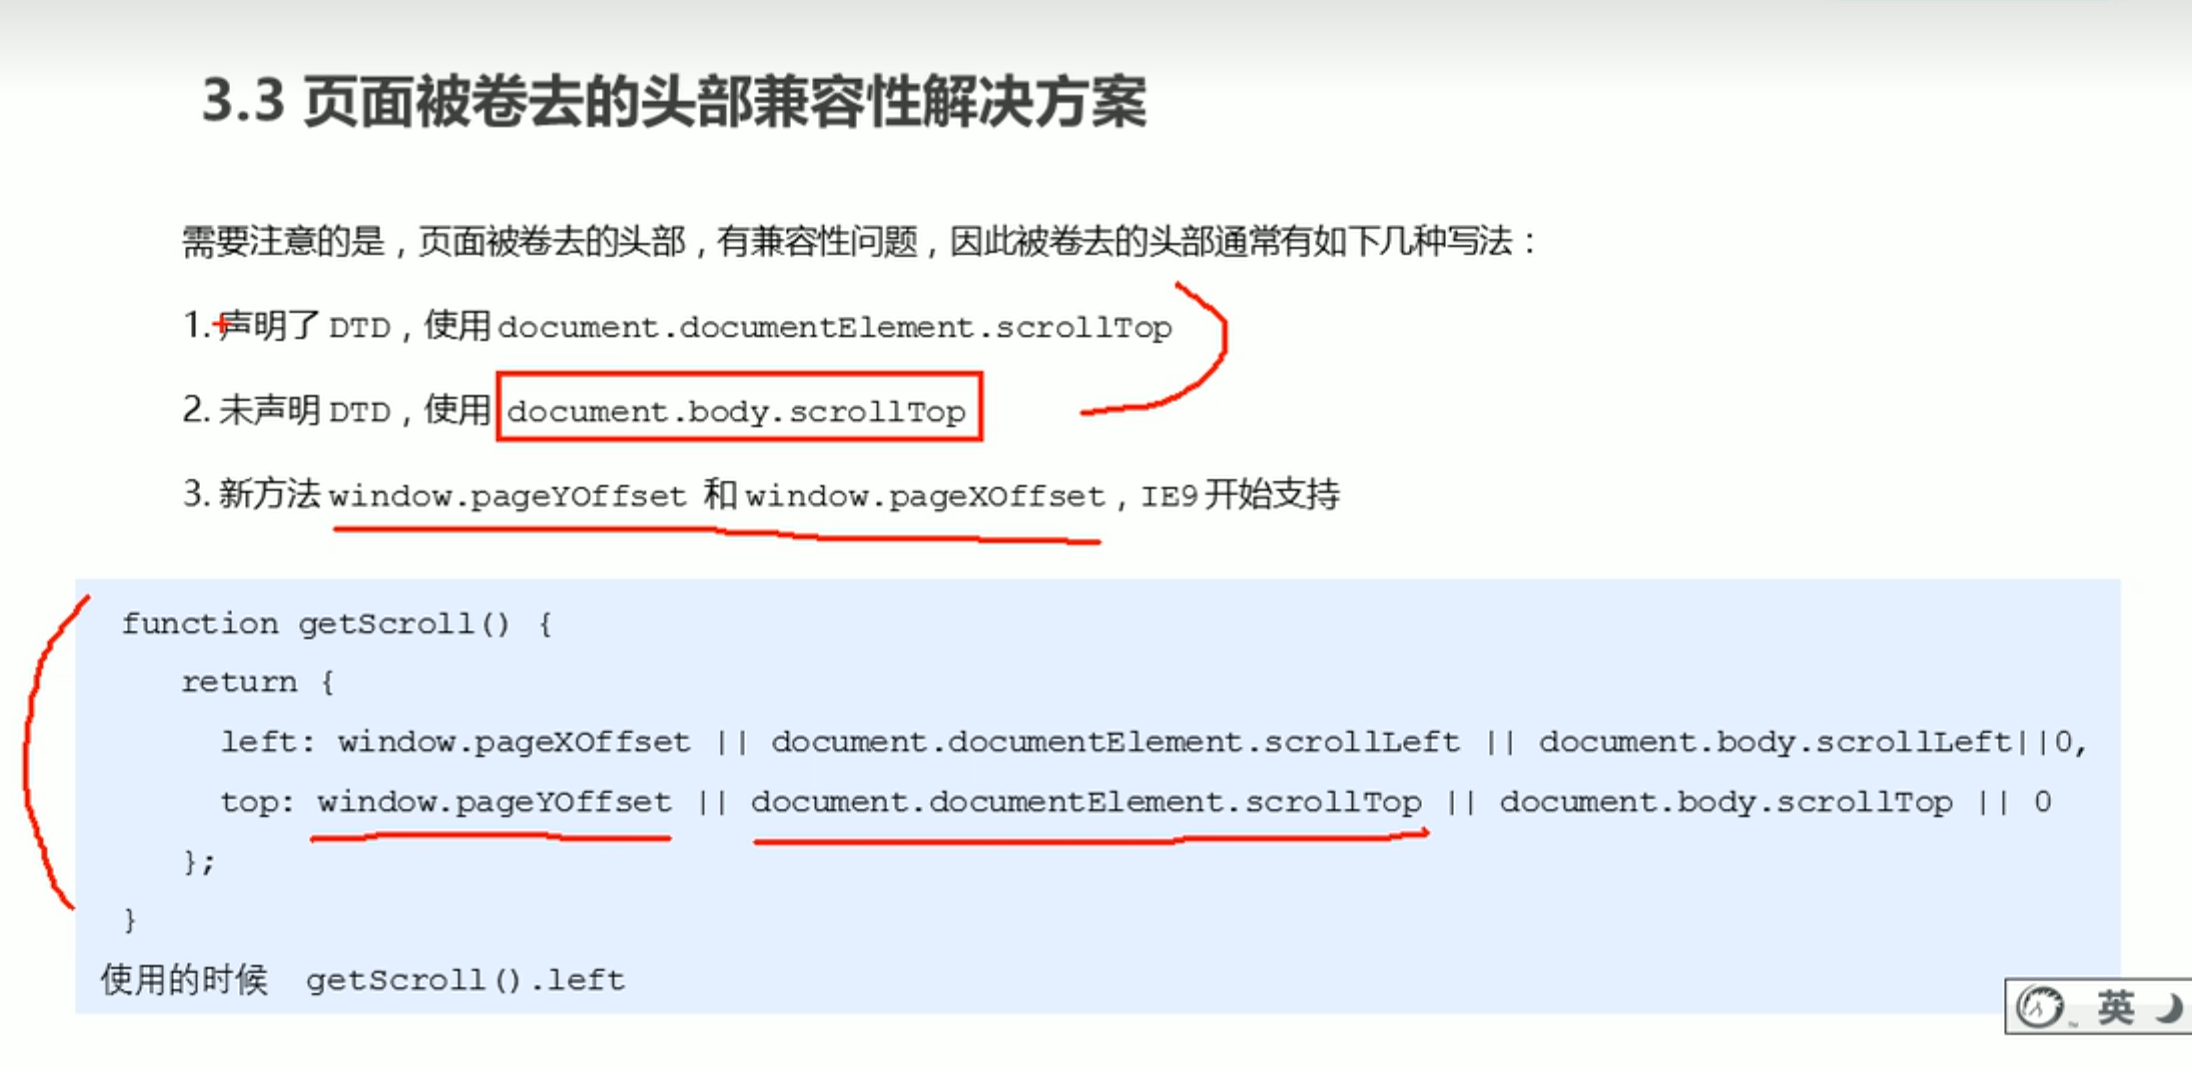 3.3 页面被卷去的头部兼容性解决方案
需要注意的是，页面被卷去的头部，有兼容性问题，因此被卷去的头部通常有如下几种写法：
1. 声明了 DTD，使用 document.documentElement.scrollTop
2. 未声明 DTD，使用 document.body.scrollTop
3. 新方法 window.pageYOffset 和 window.pageXOffset，IE9 开始支持
function getScroll() {
return {
left: window.pageXOffset || document.documentElement.scrollLeft || document.body.scrollLeft||0,
top: window.pageYOffset || document.documentElement.scrollTop || document.body.scrollTop || 0
};
}
使用的时候 getScroll().left
英